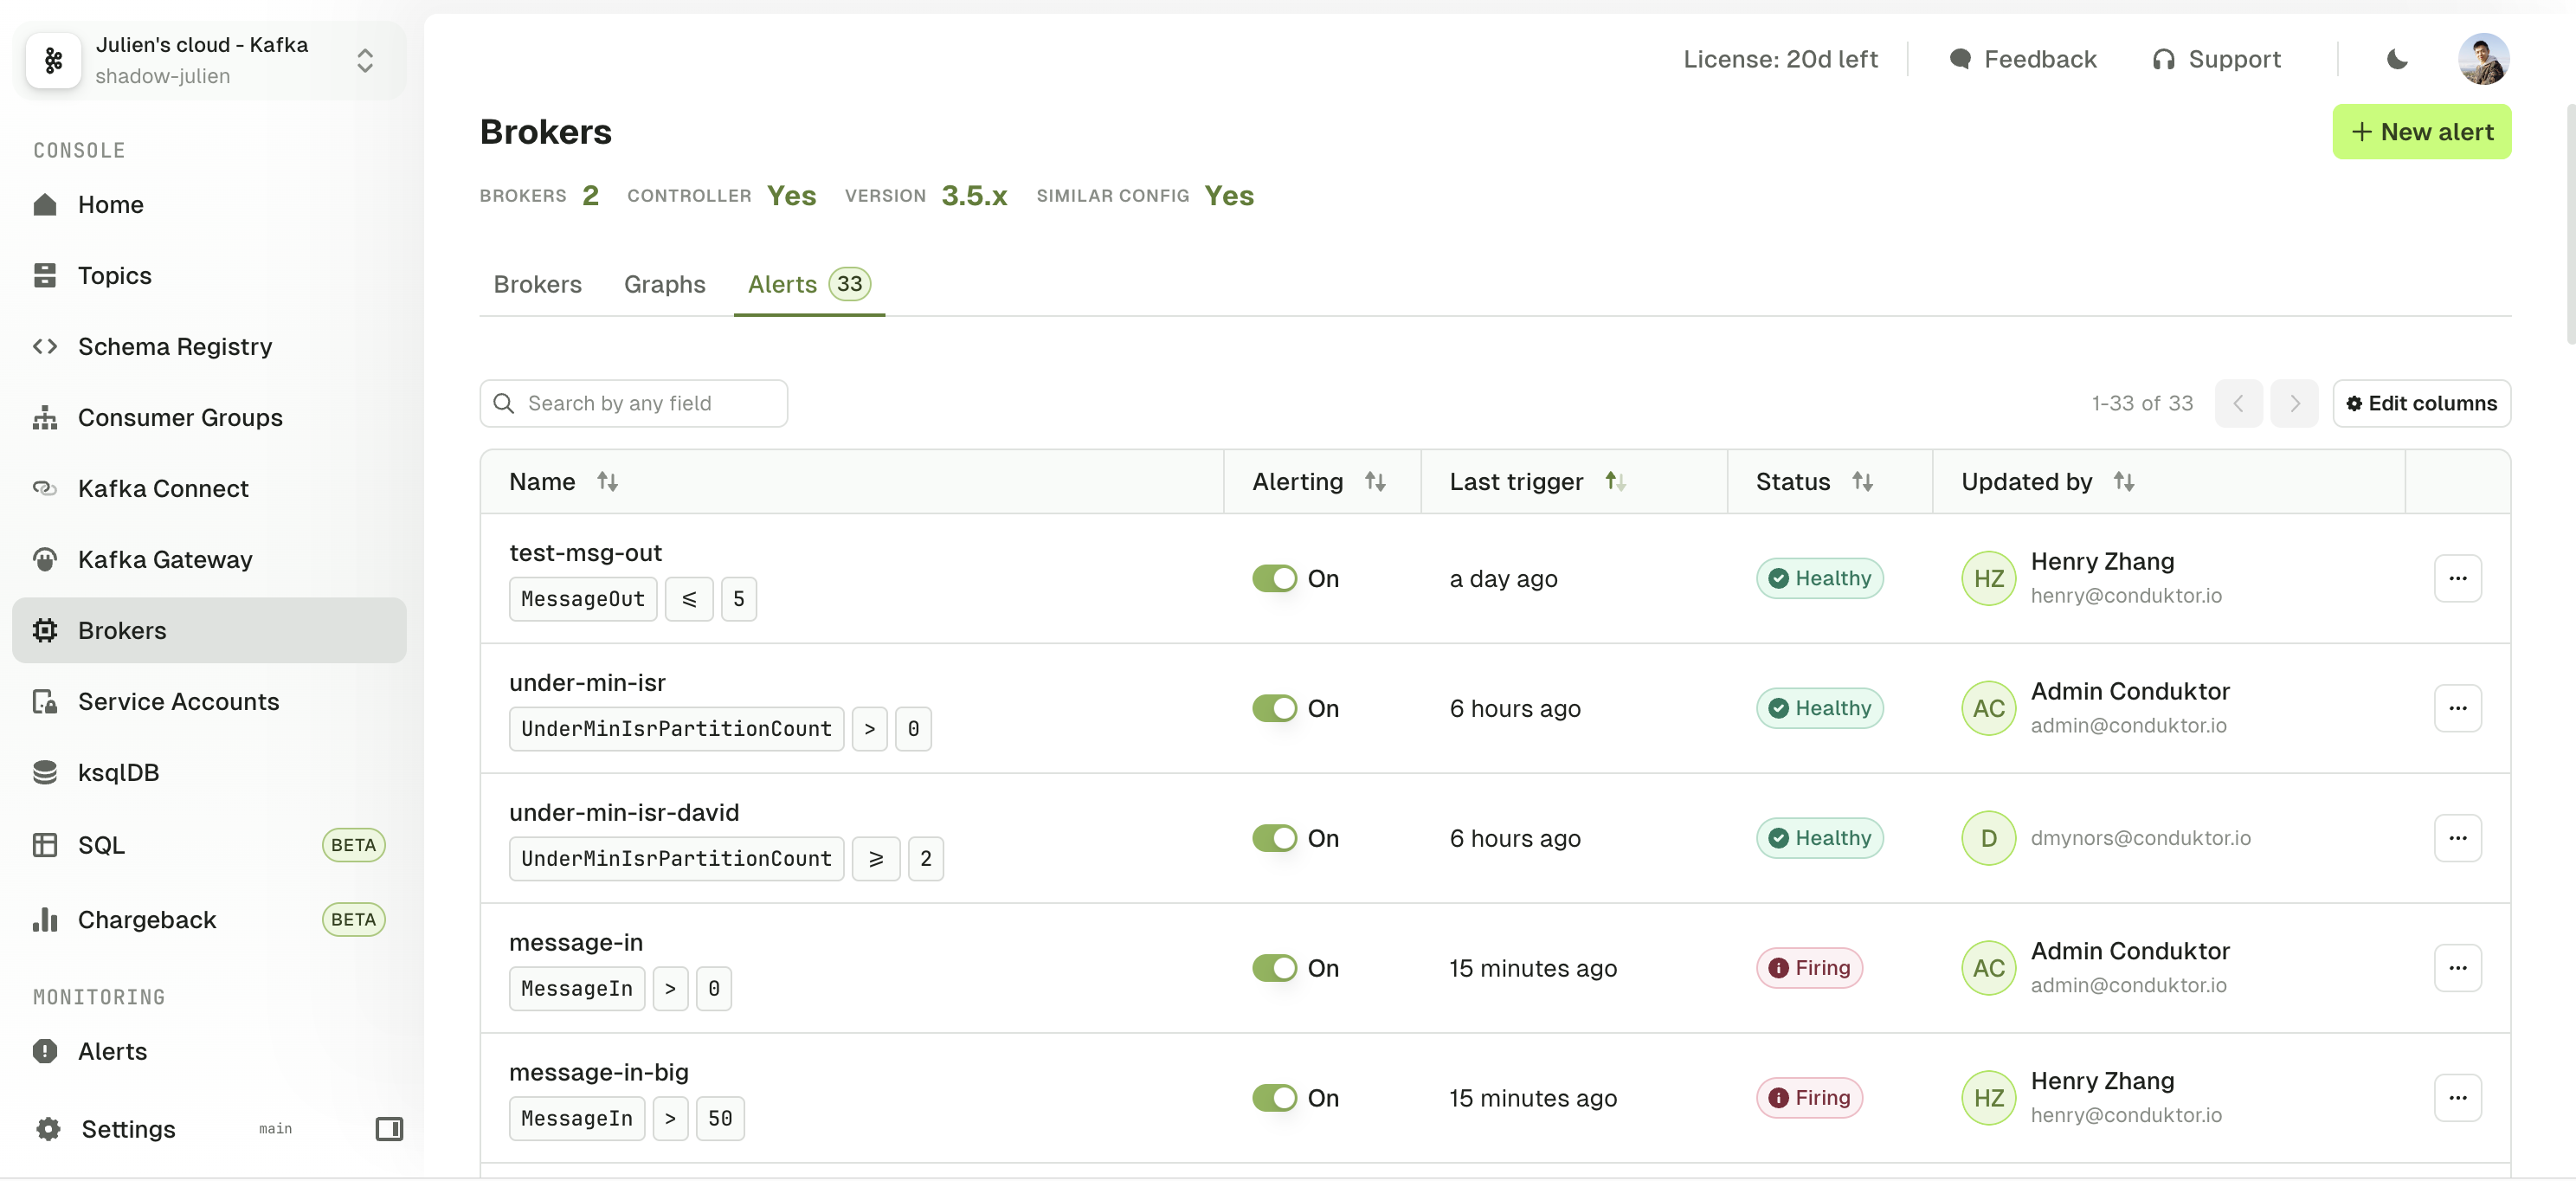 Julien's cloud - Kafka
shadow-julien
CONSOLE
Home
Topics
Schema Registry
Consumer Groups
Kafka Connect
Kafka Gateway
Brokers
Service Accounts
ksqlDB
SQL BETA
Chargeback BETA
MONITORING
Alerts
Settings main
License: 20d left Feedback Support
Brokers
+ New alert
BROKERS 2 CONTROLLER Yes VERSION 3.5.x SIMILAR CONFIG Yes
Brokers Graphs Alerts 33
Search by any field
1-33 of 33
Edit columns
Name Alerting Last trigger Status Updated by
test-msg-out
MessageOut ⩽ 5
On
a day ago
Healthy
HZ
Henry Zhang
henry@conduktor.io
under-min-isr
UnderMinIsrPartitionCount > 0
On
6 hours ago
Healthy
AC
Admin Conduktor
admin@conduktor.io
under-min-isr-david
UnderMinIsrPartitionCount ⩾ 2
On
6 hours ago
Healthy
D
dmynors@conduktor.io
message-in
MessageIn > 0
On
15 minutes ago
Firing
AC
Admin Conduktor
admin@conduktor.io
message-in-big
MessageIn > 50
On
15 minutes ago
Firing
HZ
Henry Zhang
henry@conduktor.io